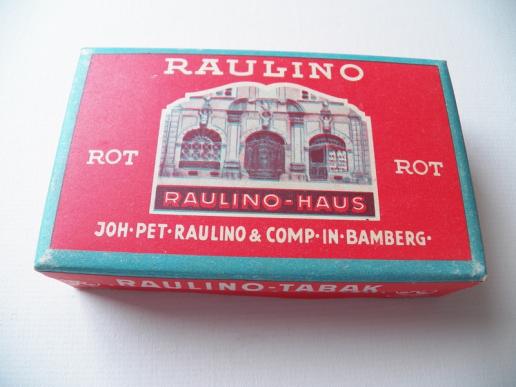 RAULINO
ROT
ROT
RAULINO-HAUS
JOH·PET·RAULINO & COMP·IN·BAMBERG·
RAULINO-TABAK